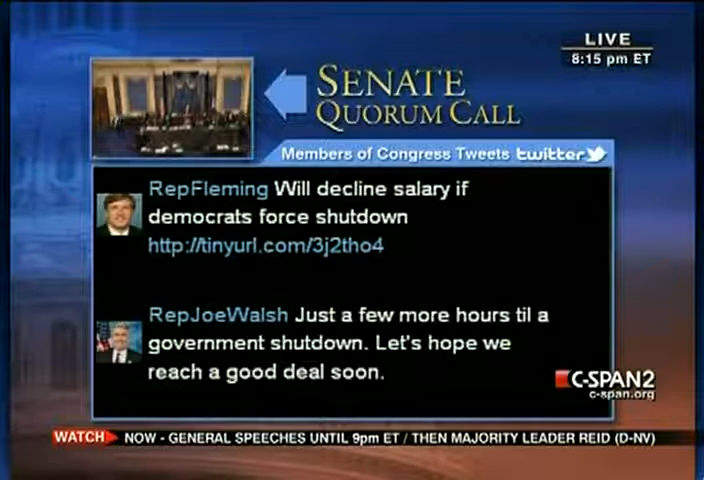 LIVE
8:15 pm ET
SENATE
QUORUM CALL
Members of Congress Tweets twitter
RepFleming Will decline salary if
democrats force shutdown
http://tinyurl.com/3j2tho4
RepJoeWalsh Just a few more hours til a
government shutdown. Let's hope we
reach a good deal soon.
C-SPAN2
c-span.org
WATCH NOW - GENERAL SPEECHES UNTIL 9pm ET / THEN MAJORITY LEADER REID (D-NV)